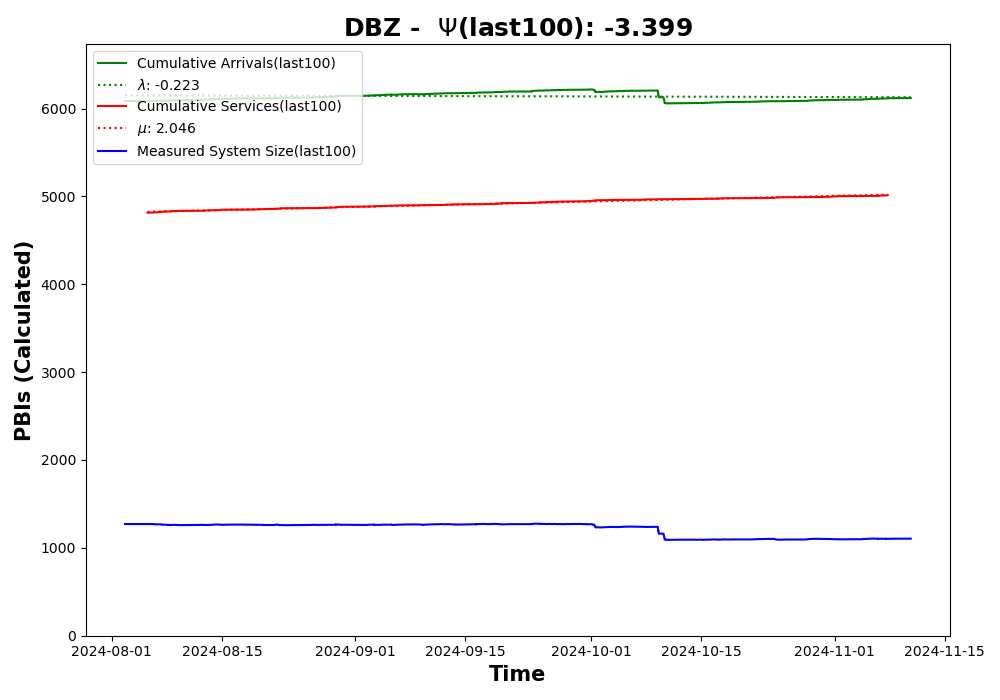 DBZ - Ψ(last100): -3.399
Cumulative Arrivals(last100)
λ: -0.223
Cumulative Services(last100)
μ: 2.046
Measured System Size(last100)
PBIs (Calculated)
6000
5000
4000
3000
2000
1000
0
2024-08-01 2024-08-15 2024-09-01 2024-09-15 2024-10-01 2024-10-15 2024-11-01 2024-11-15
Time